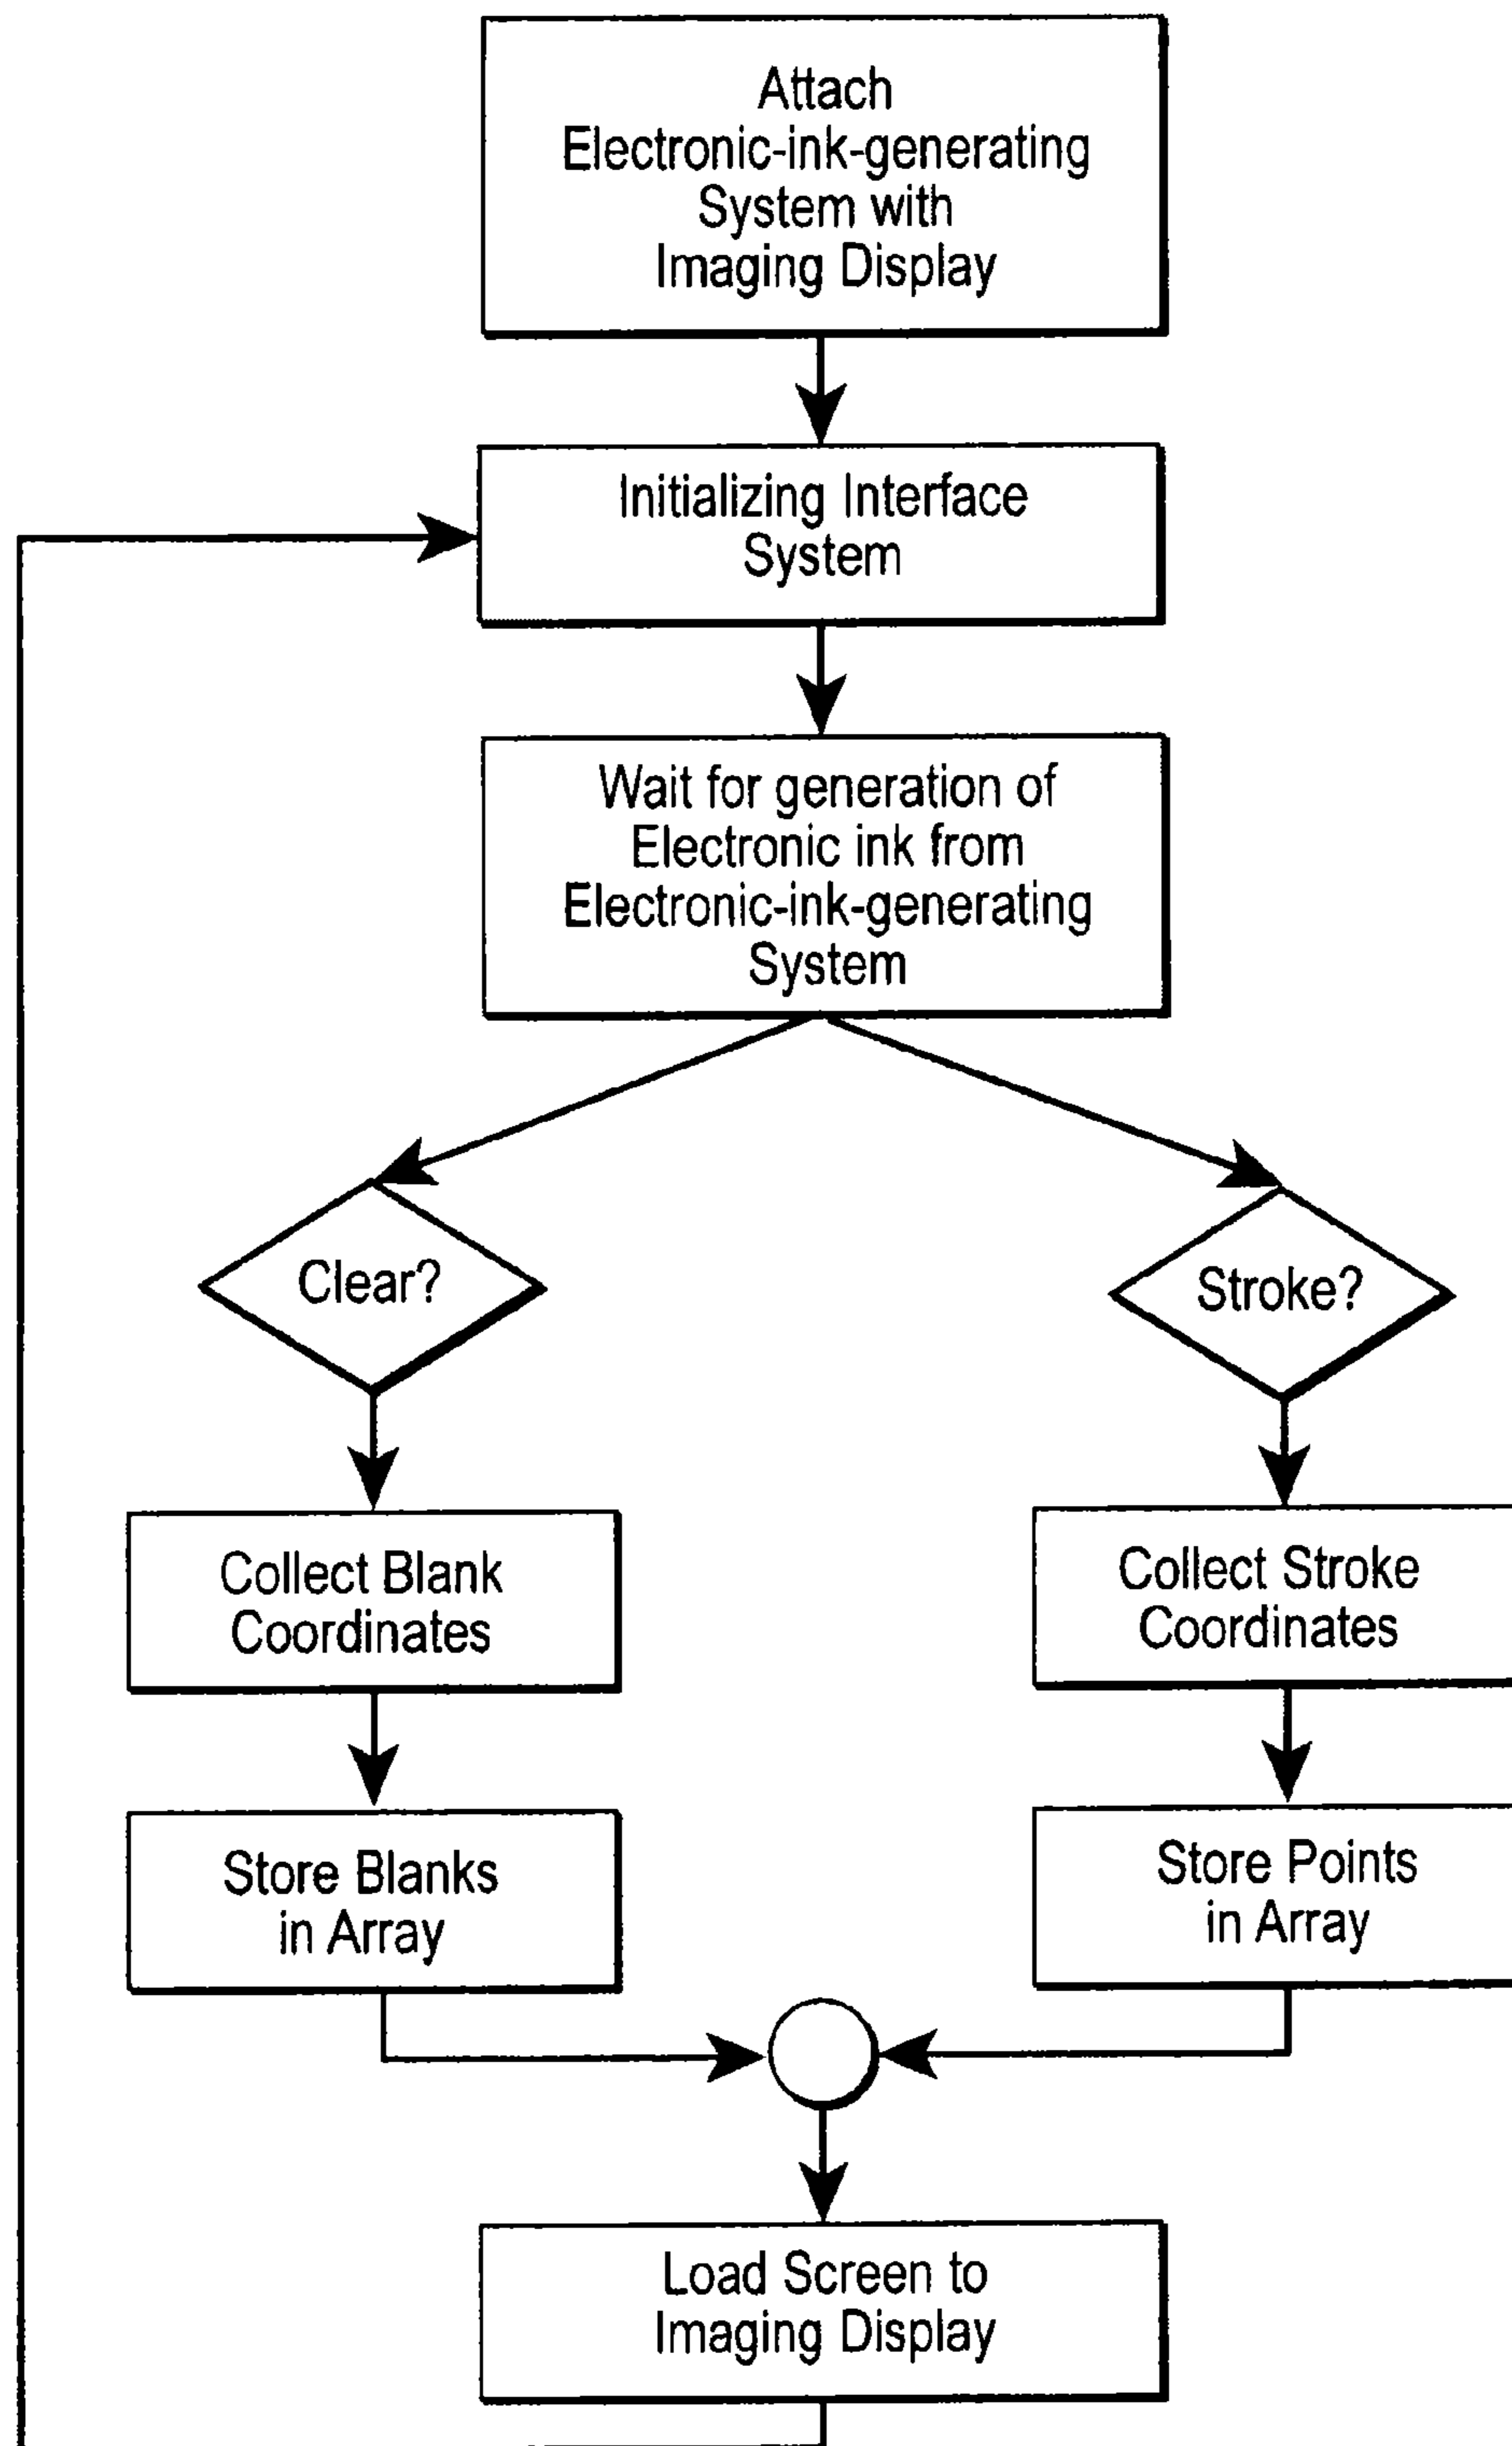 Attach
Electronic-ink-generating
System with
Imaging Display
Initializing Interface
System
Wait for generation of
Electronic ink from
Electronic-ink-generating
System
Clear?
Stroke?
Collect Blank
Coordinates
Collect Stroke
Coordinates
Store Blanks
in Array
Store Points
in Array
Load Screen to
Imaging Display